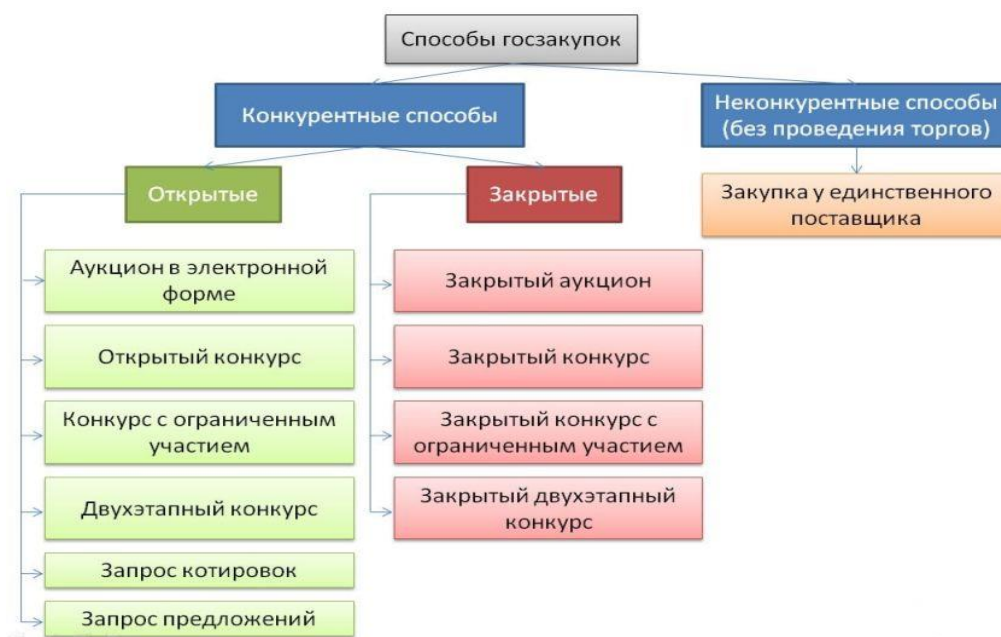 Способы госзакупок
Конкурентные способы
Неконкурентные способы
(без проведения торгов)
Открытые
Закрытые
Закупка у единственного
поставщика
Аукцион в электронной
форме
Открытый конкурс
Конкурс с ограниченным
участием
Двухэтапный конкурс
Запрос котировок
Запрос предложений
Закрытый аукцион
Закрытый конкурс
Закрытый конкурс с
ограниченным участием
Закрытый двухэтапный
конкурс